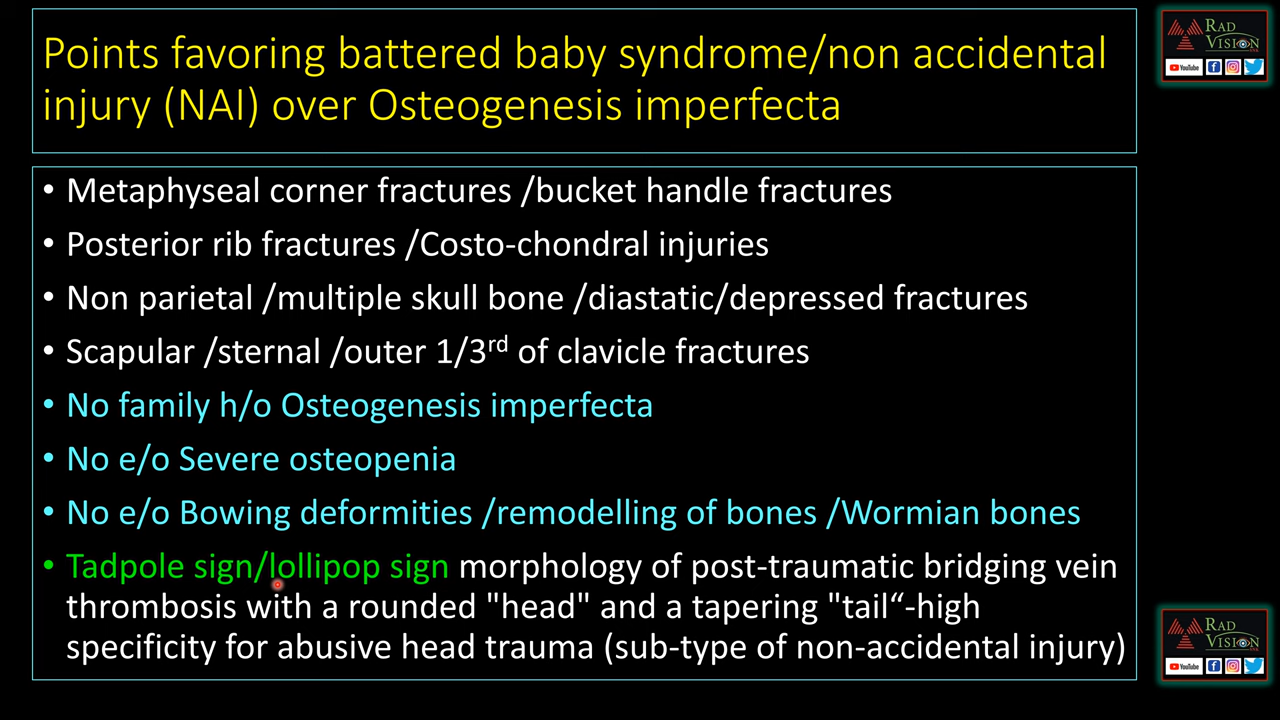 Points favoring battered baby syndrome/non accidental
injury (NAI) over Osteogenesis imperfecta
RAD
VISION
YouTube
• Metaphyseal corner fractures /bucket handle fractures
• Posterior rib fractures /Costo-chondral injuries
• Non parietal /multiple skull bone /diastatic/depressed fractures
• Scapular /sternal /outer 1/3rd of clavicle fractures
• No family h/o Osteogenesis imperfecta
• No e/o Severe osteopenia
• No e/o Bowing deformities /remodelling of bones /Wormian bones
• Tadpole sign/lollipop sign morphology of post-traumatic bridging vein
thrombosis with a rounded "head" and a tapering "tail“-high
specificity for abusive head trauma (sub-type of non-accidental injury)
RAD
VISION
YouTube